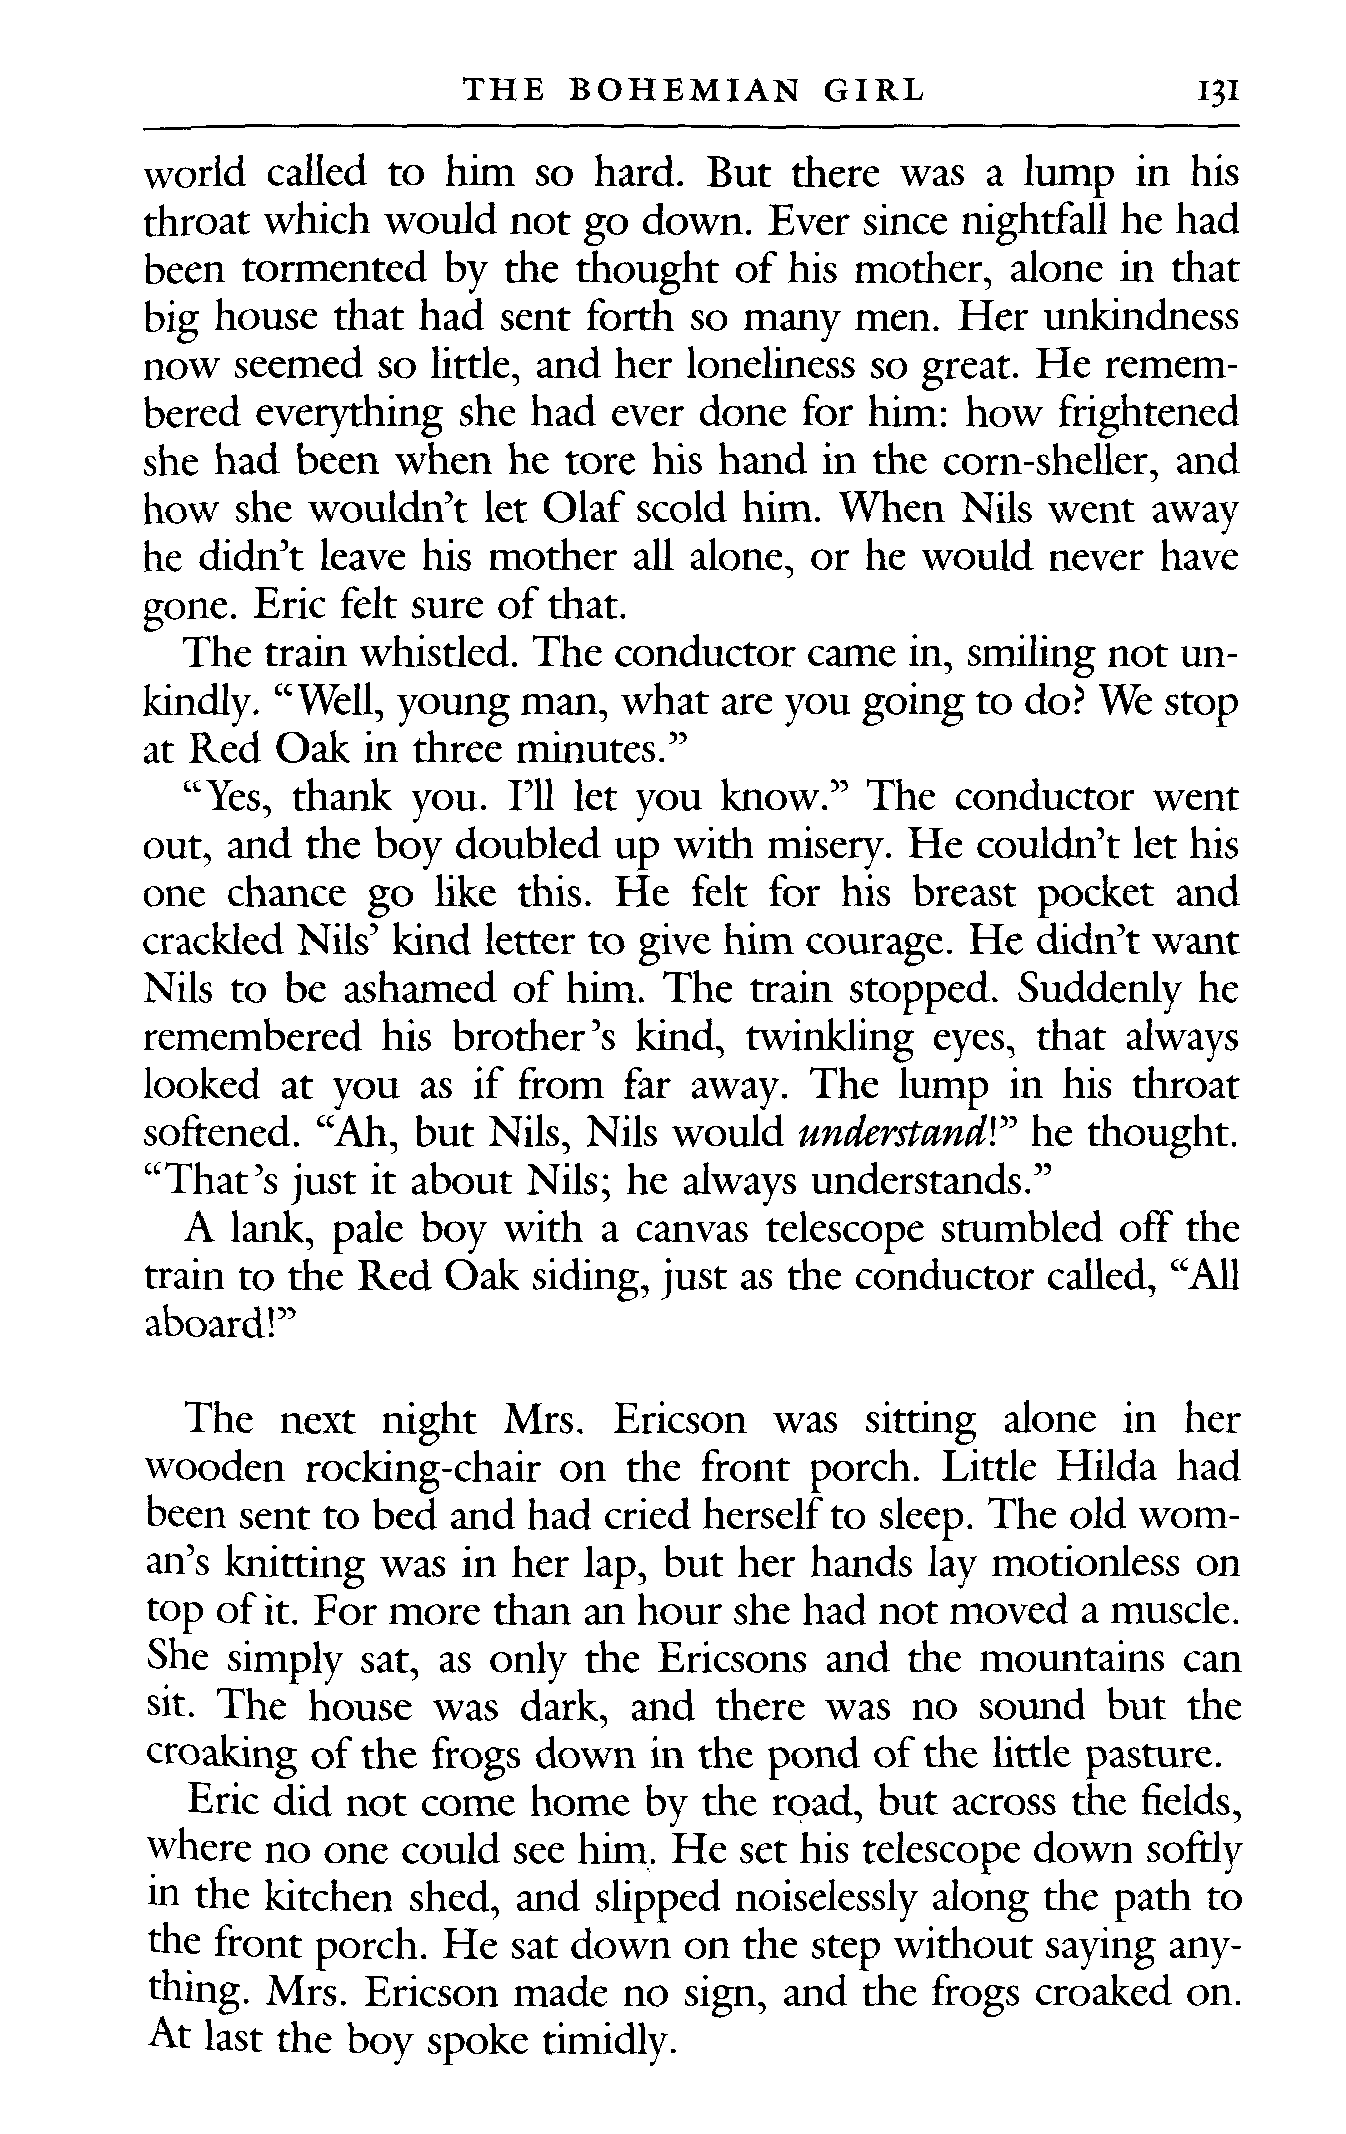 THE BOHEMIAN GIRL 131
world called to him so hard. But there was a lump in his
throat which would not go down. Ever since nightfall he had
been tormented by the thought of his mother, alone in that
big house that had sent forth so many men. Her unkindness
now seemed so little, and her loneliness so great. He remem-
bered everything she had ever done for him: how frightened
she had been when he tore his hand in the corn-sheller, and
how she wouldn’t let Olaf scold him. When Nils went away
he didn’t leave his mother all alone, or he would never have
gone. Eric felt sure of that.
The train whistled. The conductor came in, smiling not un-
kindly. “Well, young man, what are you going to do? We stop
at Red Oak in three minutes.”
“Yes, thank you. I’ll let you know.” The conductor went
out, and the boy doubled up with misery. He couldn’t let his
one chance go like this. He felt for his breast pocket and
crackled Nils’ kind letter to give him courage. He didn’t want
Nils to be ashamed of him. The train stopped. Suddenly he
remembered his brother’s kind, twinkling eyes, that always
looked at you as if from far away. The lump in his throat
softened. “Ah, but Nils, Nils would understand!” he thought.
“That’s just it about Nils; he always understands.”
A lank, pale boy with a canvas telescope stumbled off the
train to the Red Oak siding, just as the conductor called, “All
aboard!”
The next night Mrs. Ericson was sitting alone in her
wooden rocking-chair on the front porch. Little Hilda had
been sent to bed and had cried herself to sleep. The old wom-
an’s knitting was in her lap, but her hands lay motionless on
top of it. For more than an hour she had not moved a muscle.
She simply sat, as only the Ericsons and the mountains can
sit. The house was dark, and there was no sound but the
croaking of the frogs down in the pond of the little pasture.
Eric did not come home by the road, but across the fields,
where no one could see him. He set his telescope down softly
in the kitchen shed, and slipped noiselessly along the path to
the front porch. He sat down on the step without saying any-
thing. Mrs. Ericson made no sign, and the frogs croaked on.
At last the boy spoke timidly.